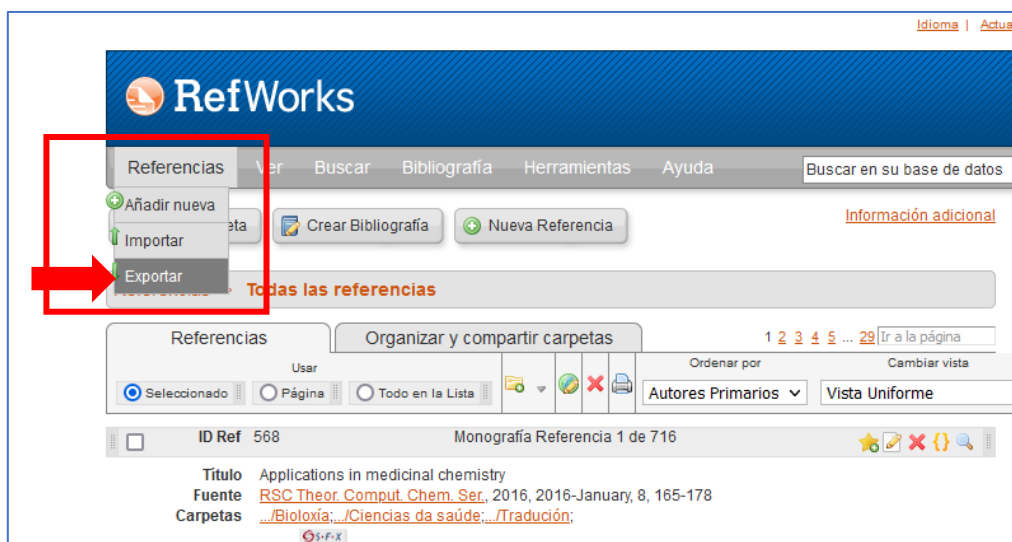 Idioma | Actua
RefWorks
Referencias Ver Buscar Bibliografía Herramientas Ayuda Buscar en su base de datos
Añadir nueva
Importar
Exportar
eta Crear Bibliografía Nueva Referencia Información adicional
Todas las referencias
Referencias Organizar y compartir carpetas 1 2 3 4 5 ... 29 Ir a la página
Usar Ordenar por Cambiar vista
Seleccionado Página Todo en la Lista Autores Primarios Vista Uniforme
ID Ref 568 Monografía Referencia 1 de 716
Título Applications in medicinal chemistry
Fuente RSC Theor. Comput. Chem. Ser., 2016, 2016-January, 8, 165-178
Carpetas .../Bioloxía;.../Ciencias da saúde;.../Tradución;
S·F·X